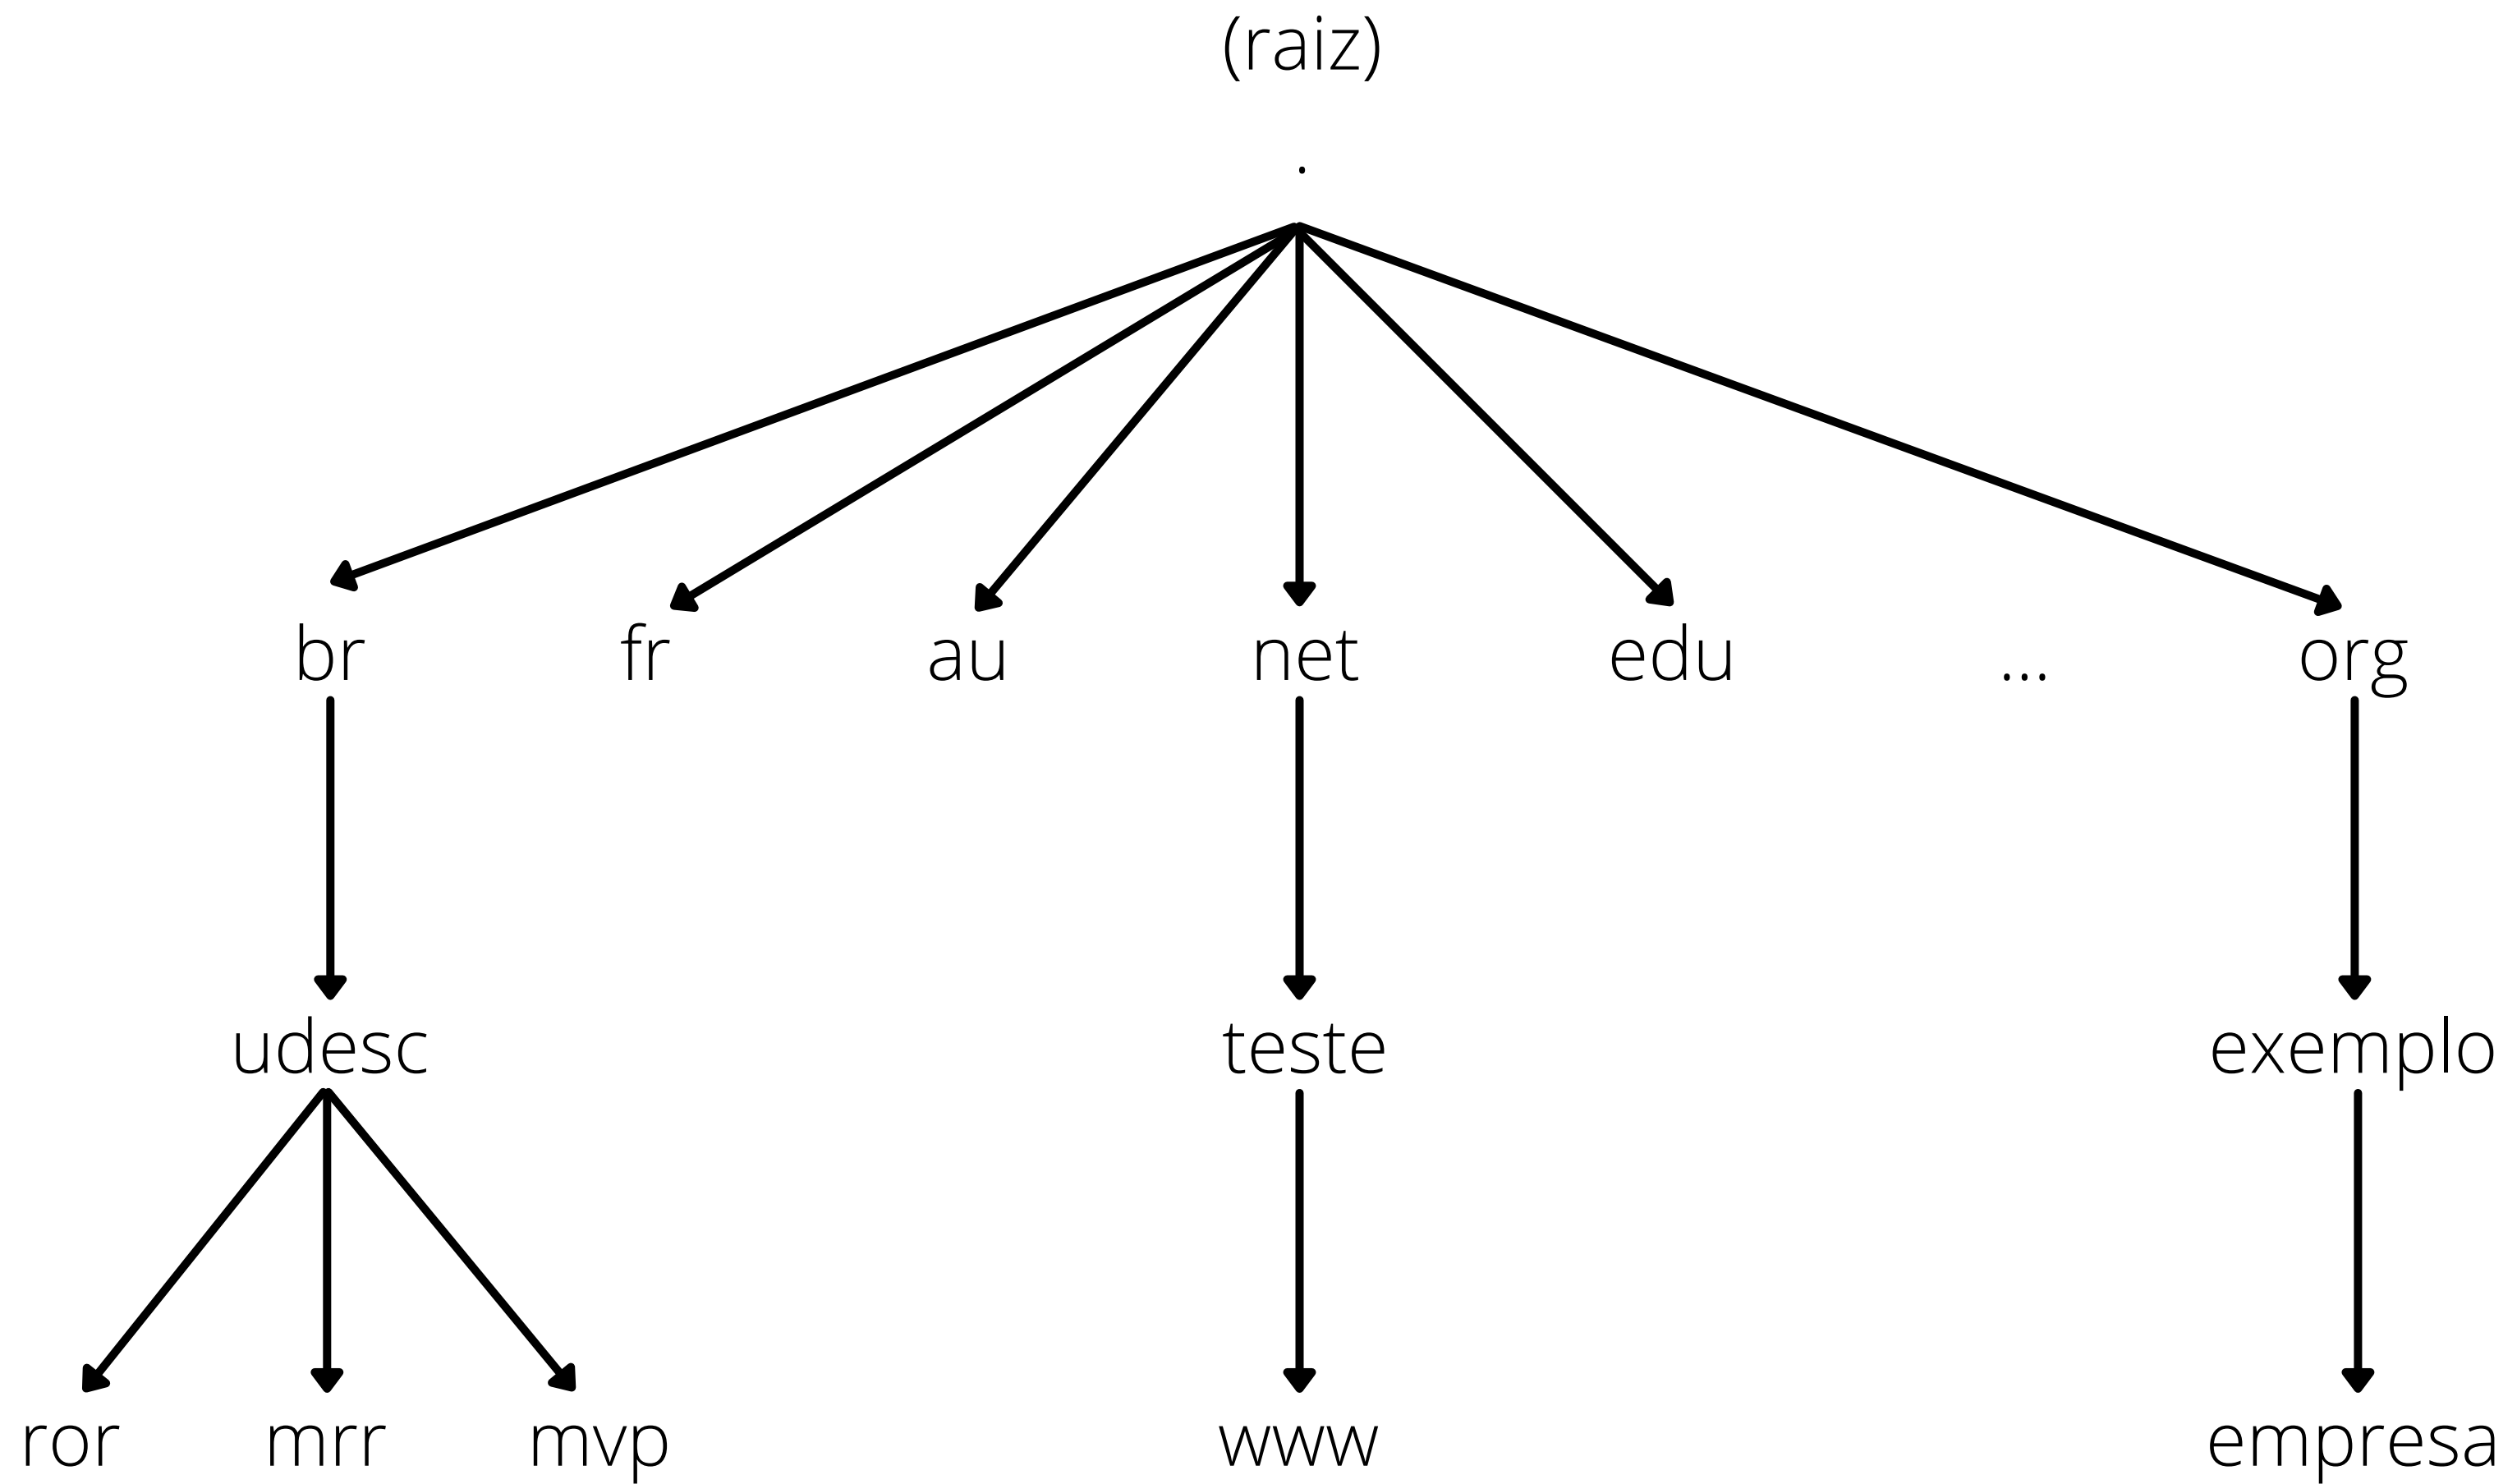 (raiz)
.
br fr au net edu ... org
udesc teste exemplo
ror mrr mvp www empresa